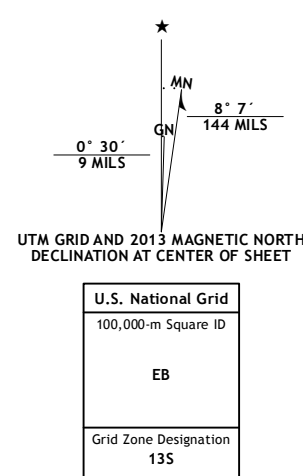 ★
MN
8° 7´
144 MILS
GN
0° 30´
9 MILS
UTM GRID AND 2013 MAGNETIC NORTH
DECLINATION AT CENTER OF SHEET
U.S. National Grid
100,000-m Square ID
EB
Grid Zone Designation
13S